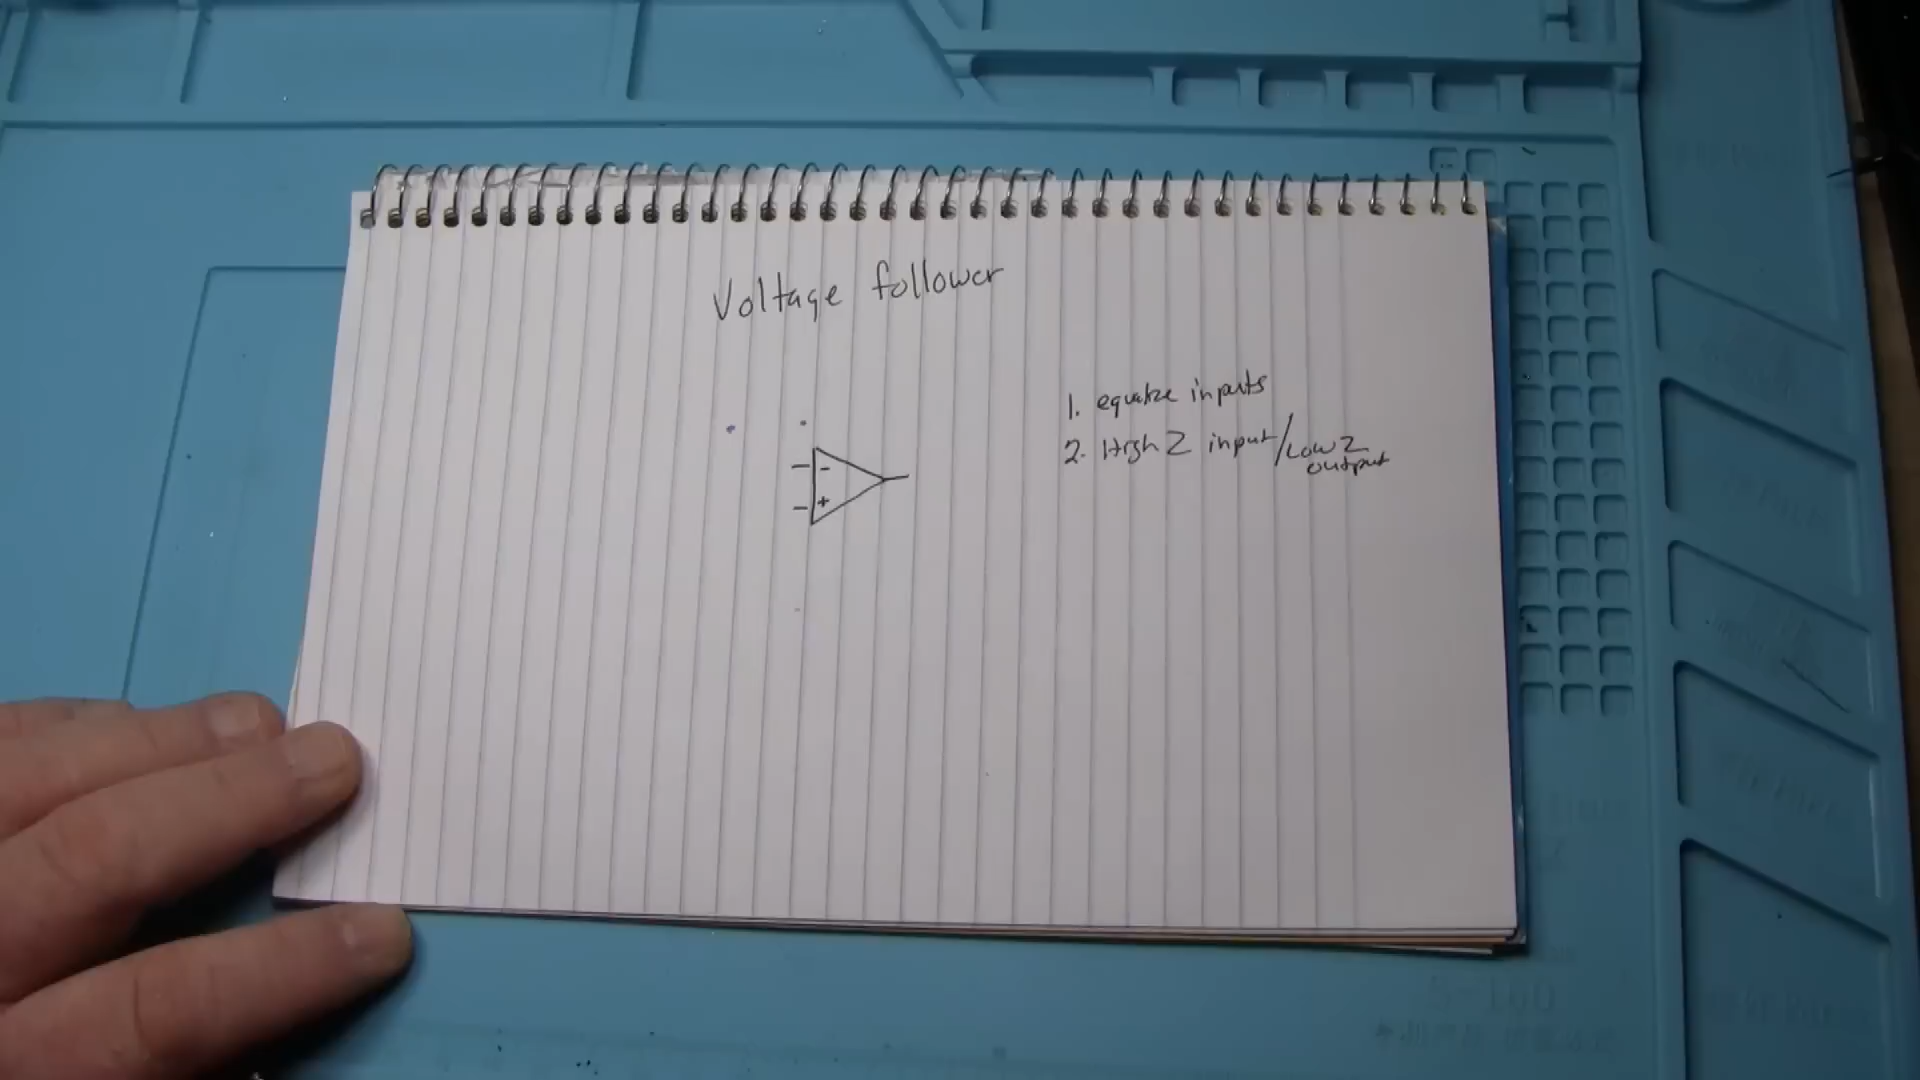 Voltage follower
1. equalize inputs
2. High Z input/Low Z
output
-
+